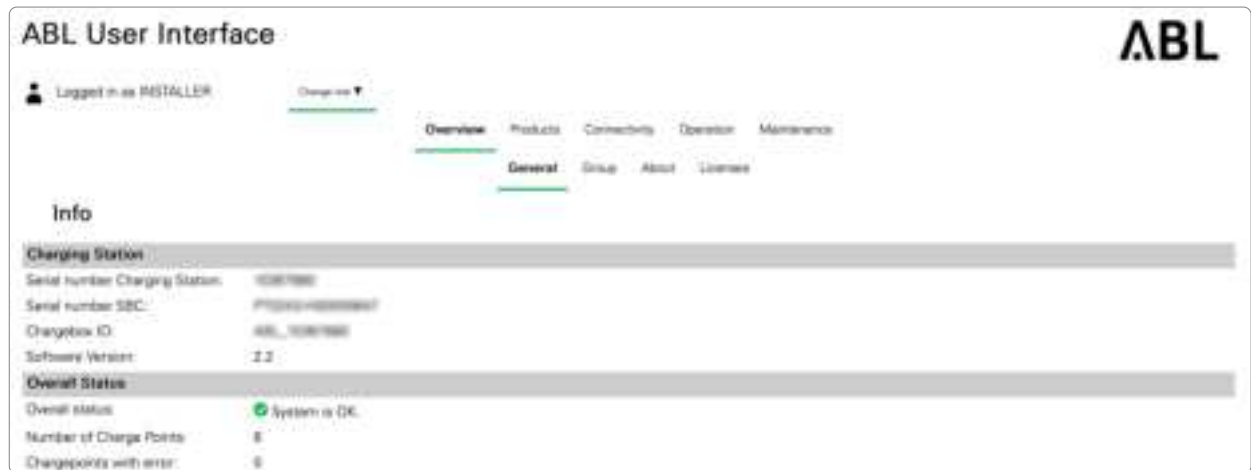 ABL User Interface
ABL
Logged in as INSTALLER
Change role ▼
Overview Products Connectivity Operation Maintenance
General Group About Licenses
Info
Charging Station
Serial number Charging Station:
Serial number SBC:
Chargebox ID:
Software Version: 2.2
Overall Status
Overall status: System is OK.
Number of Charge Points:
Chargepoints with error: